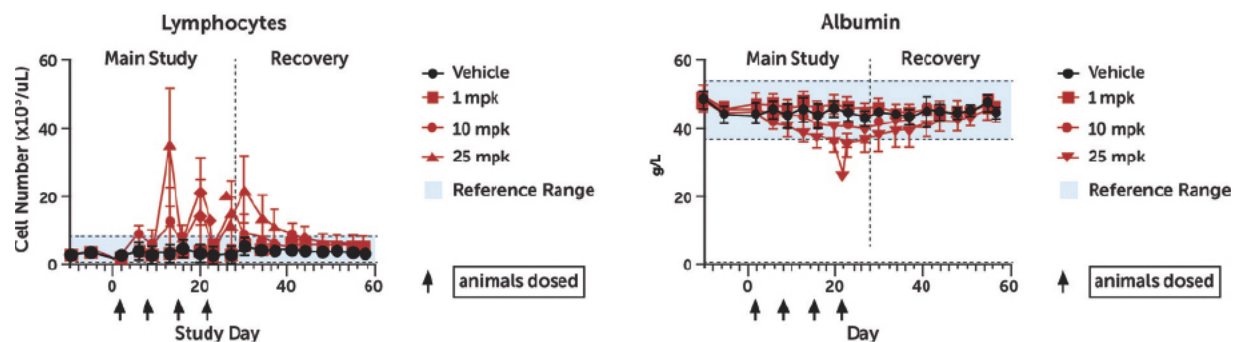 Lymphocytes
Main Study
Recovery
Cell Number (x10³/uL)
60
40
20
0
0
20
40
60
Study Day
Vehicle
1 mpk
10 mpk
25 mpk
Reference Range
animals dosed
Albumin
Main Study
Recovery
g/L
60
40
20
0
0
20
40
60
Day
Vehicle
1 mpk
10 mpk
25 mpk
Reference Range
animals dosed